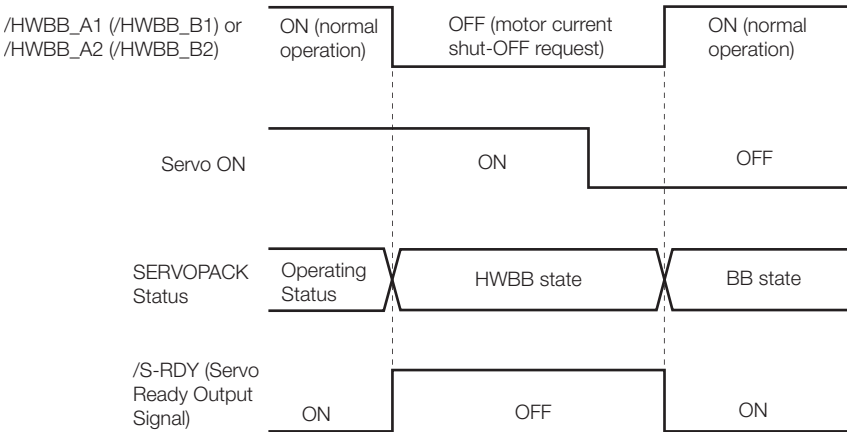 /HWBB_A1 (/HWBB_B1) or
/HWBB_A2 (/HWBB_B2)
ON (normal
operation)
OFF (motor current
shut-OFF request)
ON (normal
operation)
Servo ON
ON
OFF
SERVOPACK
Status
Operating
Status
HWBB state
BB state
/S-RDY (Servo
Ready Output
Signal)
ON
OFF
ON